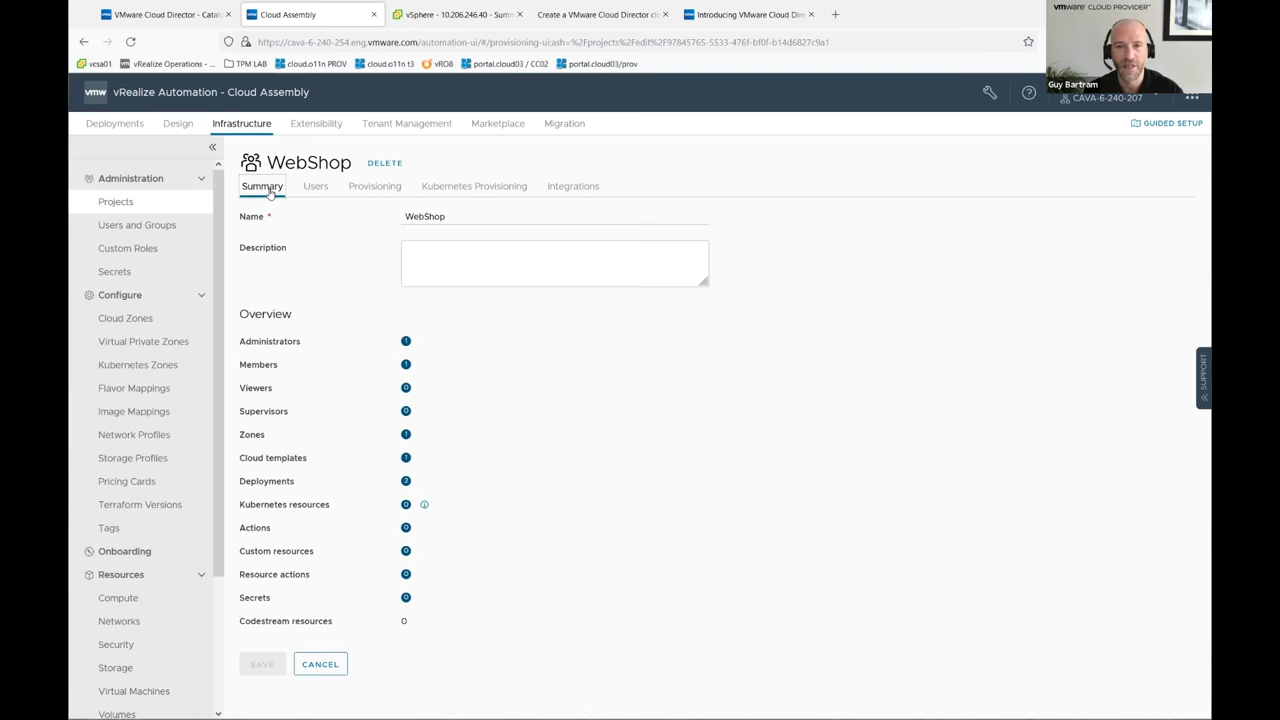 VMware Cloud Director - Catalo
Cloud Assembly
vSphere - 10.206.246.40 - Summ
Create a VMware Cloud Director clo
Introducing VMware Cloud Dire
vmware CLOUD PROVIDER
https://cava-6-240-254.eng.vmware.com/automation-ui/#/provisioning-ui;ash=%2Fprojects%2Fedit%2F97845765-5533-476f-bf0f-b14d6827c9a1
vcsa01
vRealize Operations - ...
TPM LAB
cloud.o11n PROV
cloud.o11n t3
vRO8
portal.cloud03 / CC02
portal.cloud03/prov
Guy Bartram
vmw
vRealize Automation - Cloud Assembly
CAVA-6-240-207
Deployments
Design
Infrastructure
Extensibility
Tenant Management
Marketplace
Migration
GUIDED SETUP
Administration
Projects
Users and Groups
Custom Roles
Secrets
Configure
Cloud Zones
Virtual Private Zones
Kubernetes Zones
Flavor Mappings
Image Mappings
Network Profiles
Storage Profiles
Pricing Cards
Terraform Versions
Tags
Onboarding
Resources
Compute
Networks
Security
Storage
Virtual Machines
Volumes
WebShop
DELETE
Summary
Users
Provisioning
Kubernetes Provisioning
Integrations
Name *
WebShop
Description
Overview
Administrators 1
Members 1
Viewers 0
Supervisors 0
Zones 1
Cloud templates 1
Deployments 2
Kubernetes resources 0
Actions 0
Custom resources 0
Resource actions 0
Secrets 0
Codestream resources 0
SAVE
CANCEL
SUPPORT